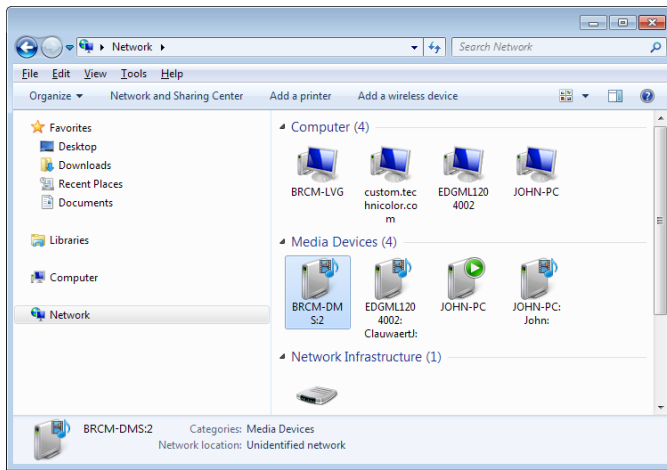 Network
Search Network
File Edit View Tools Help
Organize Network and Sharing Center Add a printer Add a wireless device
Favorites
Desktop
Downloads
Recent Places
Documents
Libraries
Computer
Network
Computer (4)
BRCM-LVG
custom.tec
hnicolor.co
m
EDGML120
4002
JOHN-PC
Media Devices (4)
BRCM-DM
S:2
EDGML120
4002:
ClauwaertJ:
JOHN-PC
JOHN-PC:
John:
Network Infrastructure (1)
BRCM-DMS:2 Categories: Media Devices
Network location: Unidentified network